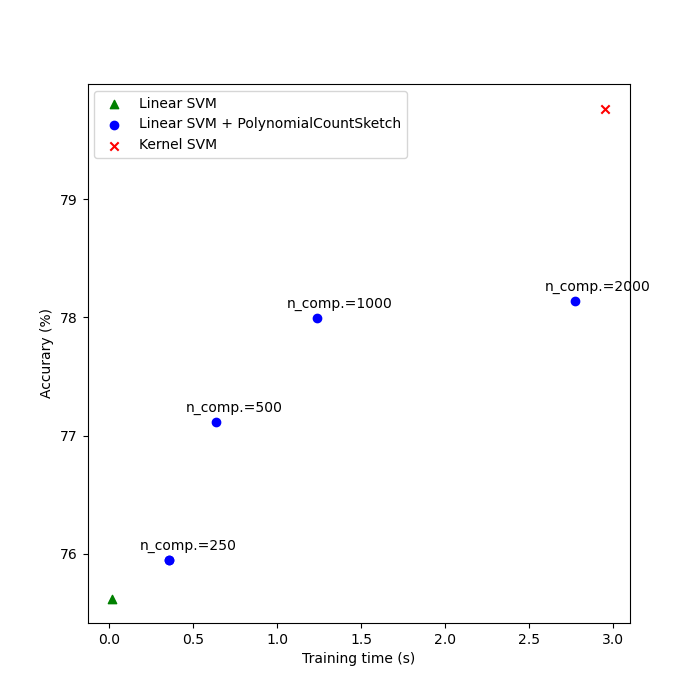 Linear SVM
Linear SVM + PolynomialCountSketch
Kernel SVM
79
n_comp.=2000
n_comp.=1000
78
Accurary (%)
n_comp.=500
77
n_comp.=250
76
0.0 0.5 1.0 1.5 2.0 2.5 3.0
Training time (s)